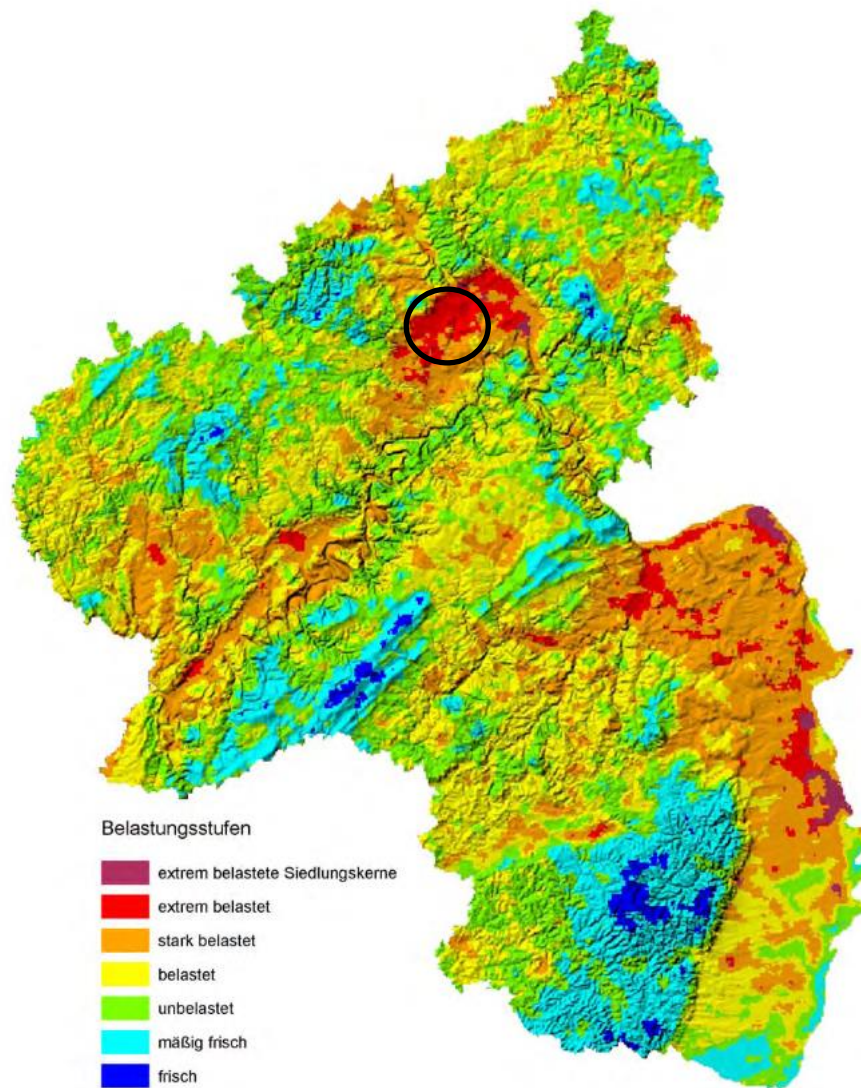 Belastungsstufen
extrem belastete Siedlungskerne
extrem belastet
stark belastet
belastet
unbelastet
mäßig frisch
frisch